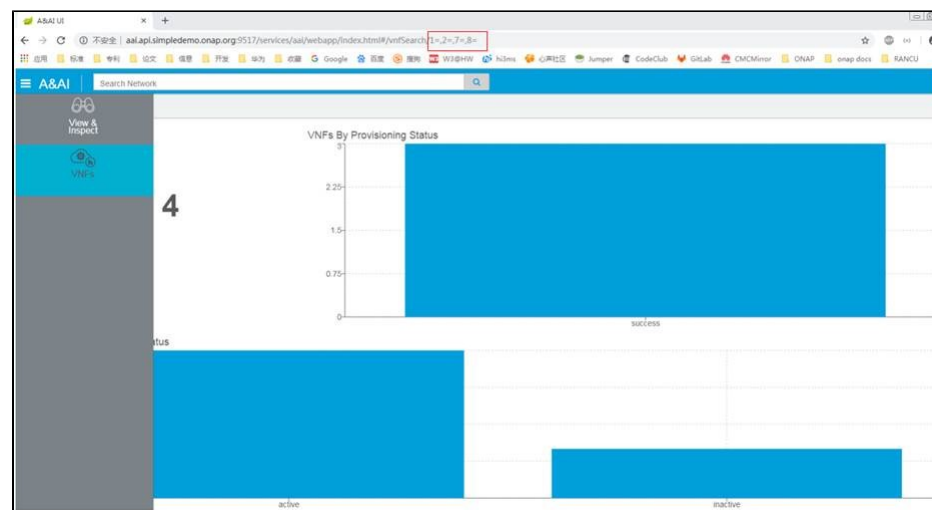 A&AI UI × +
← → C ⓘ 不安全 | aai.api.simpledemo.onap.org:9517/services/aai/webapp/index.html#/vnfSearch/1=,2=,7=,8=
应用 标准 专利 论文 信息 开发 华为 收藏 Google 百度 搜狗 W3@HW hi3ms 心声社区 Jumper CodeClub GitLab CMCMirror ONAP onap docs RANCU
≡ A&AI Search Network
View &
Inspect
VNFs
VNFs By Provisioning Status
3
2.25
4
1.5
0.75
0
success
tus
active inactive